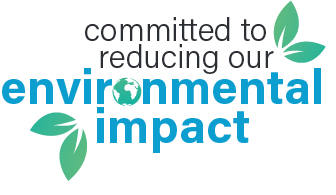 committed to
reducing our
environmental
impact